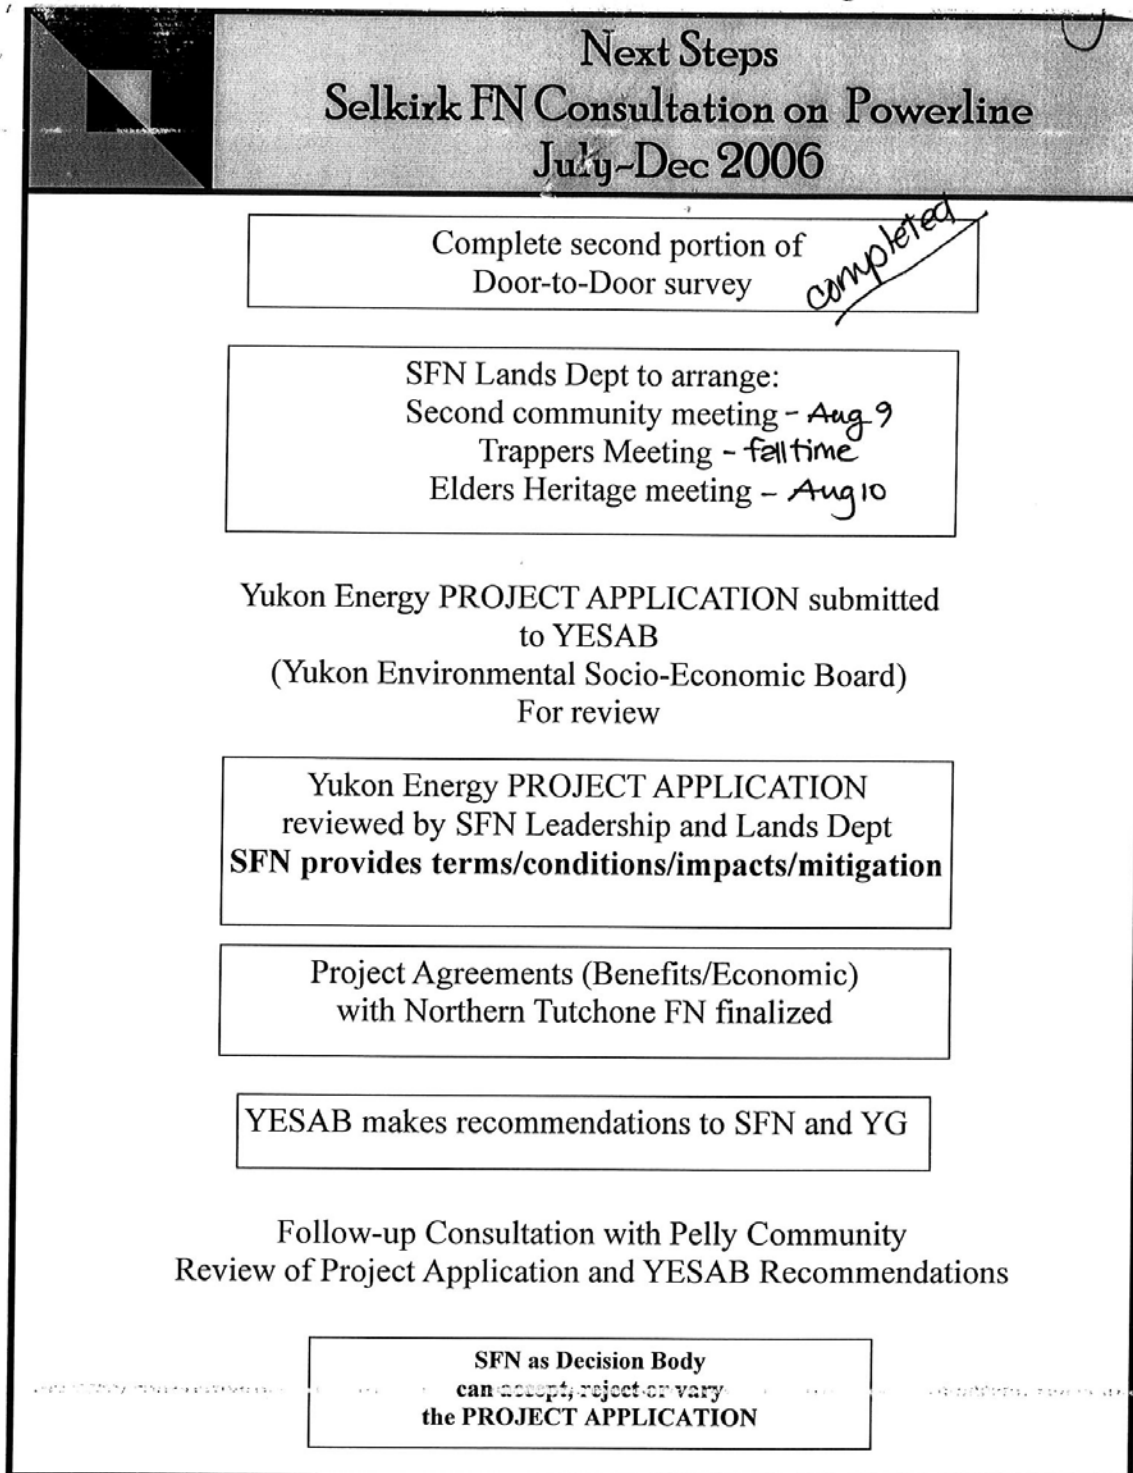 Next Steps
Selkirk FN Consultation on Powerline
July-Dec 2006
Complete second portion of
Door-to-Door survey
completed
SFN Lands Dept to arrange:
Second community meeting - Aug 9
Trappers Meeting - fall time
Elders Heritage meeting - Aug 10
Yukon Energy PROJECT APPLICATION submitted
to YESAB
(Yukon Environmental Socio-Economic Board)
For review
Yukon Energy PROJECT APPLICATION
reviewed by SFN Leadership and Lands Dept
SFN provides terms/conditions/impacts/mitigation
Project Agreements (Benefits/Economic)
with Northern Tutchone FN finalized
YESAB makes recommendations to SFN and YG
Follow-up Consultation with Pelly Community
Review of Project Application and YESAB Recommendations
SFN as Decision Body
can accept, reject or vary
the PROJECT APPLICATION